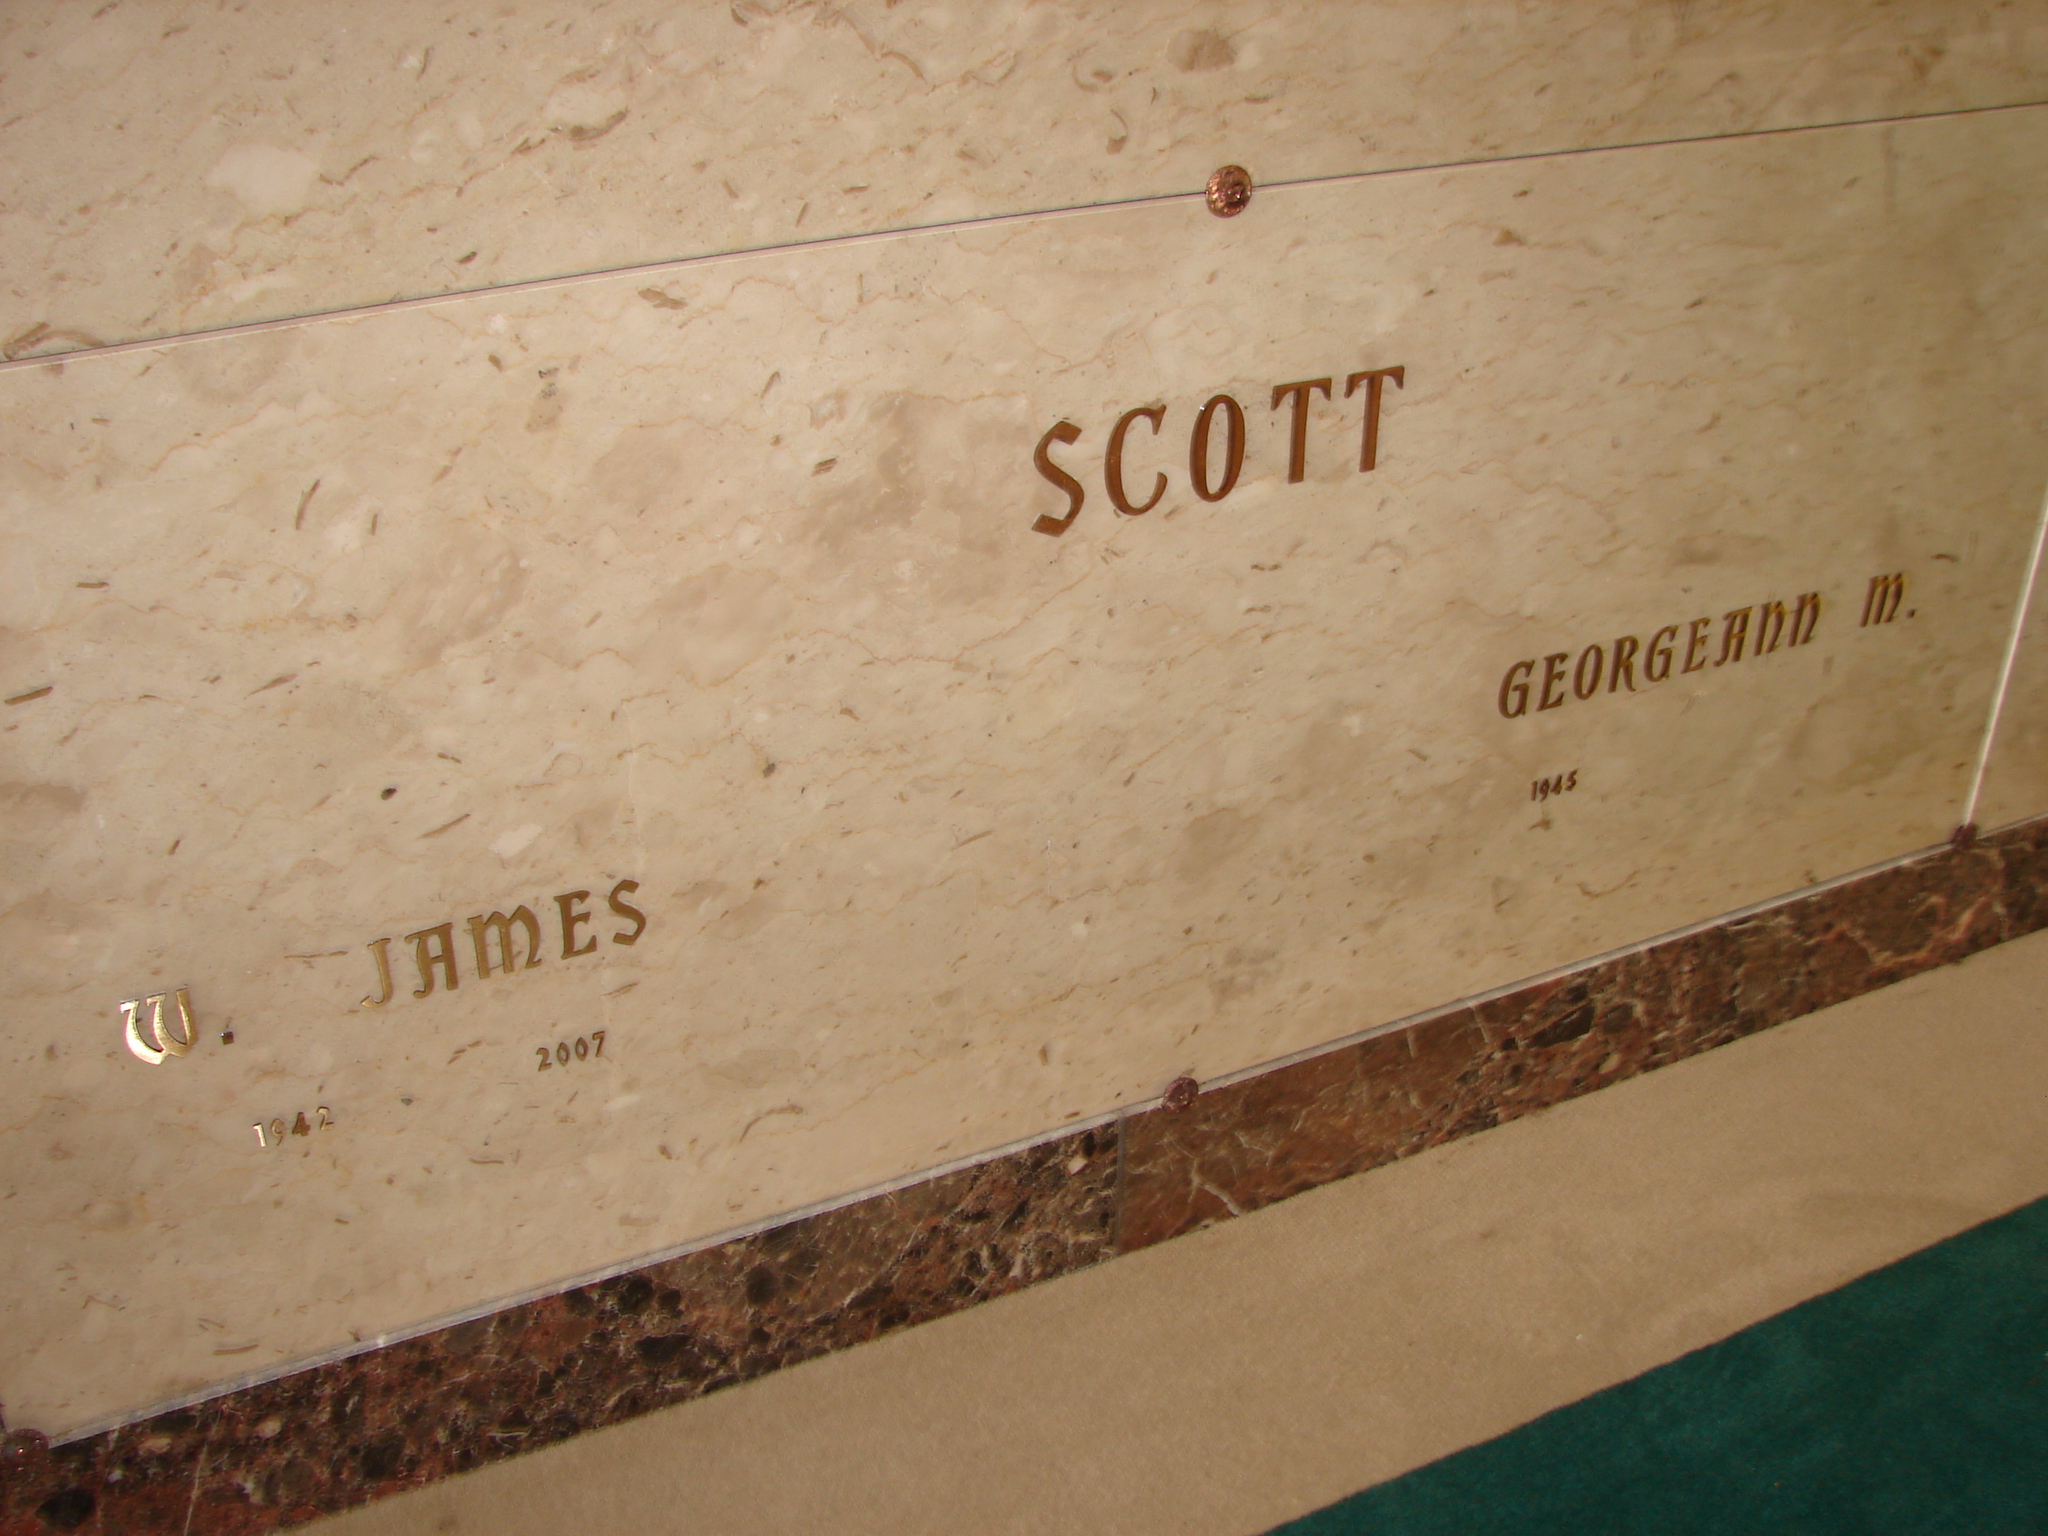 SCOTT
W. JAMES
1942 2007
GEORGEANN M.
1945